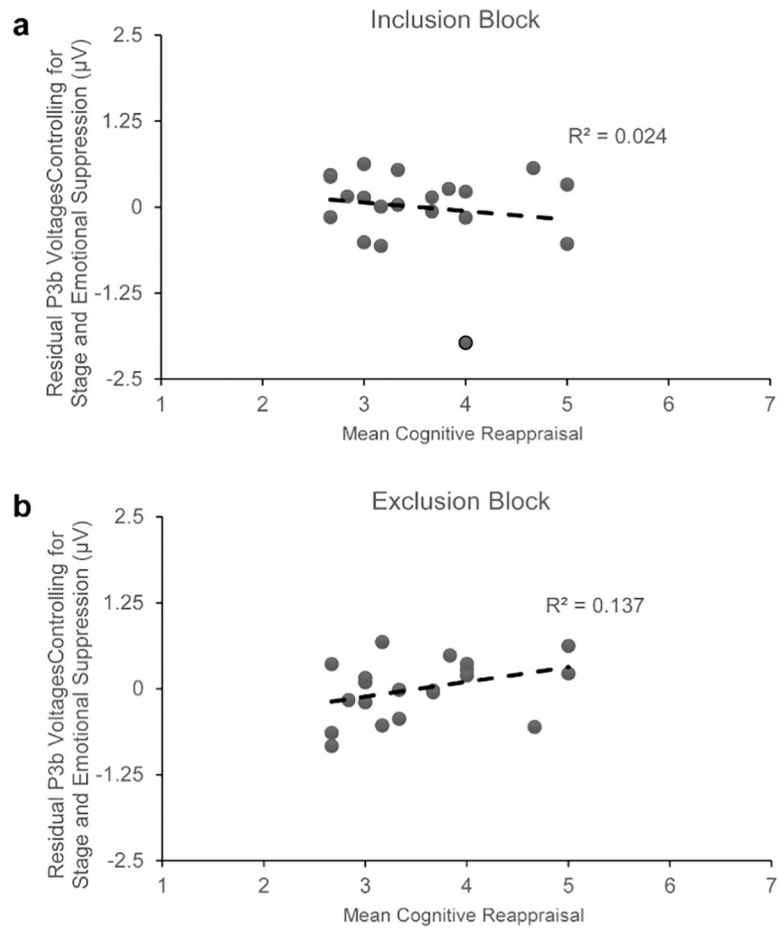 a
Inclusion Block
Residual P3b VoltagesControlling for
Stage and Emotional Suppression (µV)
2.5
1.25
0
-1.25
-2.5
R² = 0.024
1 2 3 4 5 6 7
Mean Cognitive Reappraisal
b
Exclusion Block
Residual P3b VoltagesControlling for
Stage and Emotional Suppression (µV)
2.5
1.25
0
-1.25
-2.5
R² = 0.137
1 2 3 4 5 6 7
Mean Cognitive Reappraisal